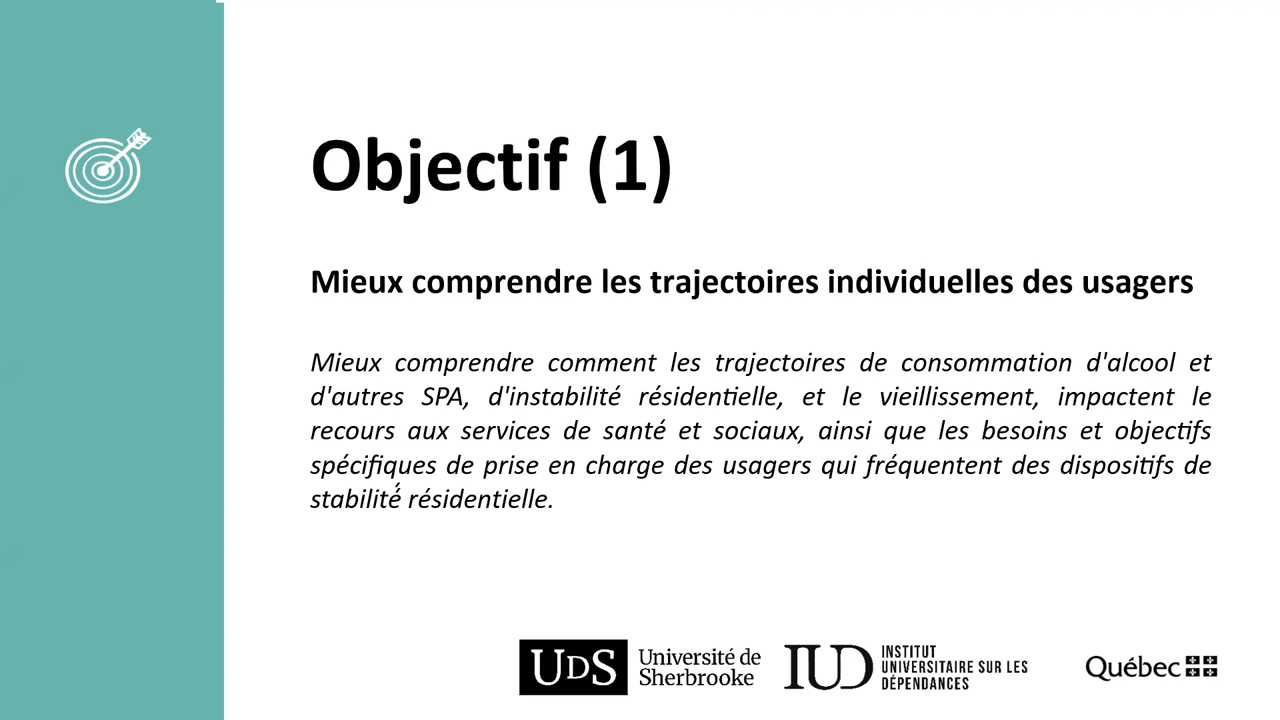 Objectif (1)
Mieux comprendre les trajectoires individuelles des usagers
Mieux comprendre comment les trajectoires de consommation d'alcool et
d'autres SPA, d'instabilité résidentielle, et le vieillissement, impactent le
recours aux services de santé et sociaux, ainsi que les besoins et objectifs
spécifiques de prise en charge des usagers qui fréquentent des dispositifs de
stabilité́ résidentielle.
UDS
Université de
Sherbrooke
IUD
INSTITUT
UNIVERSITAIRE SUR LES
DÉPENDANCES
Québec